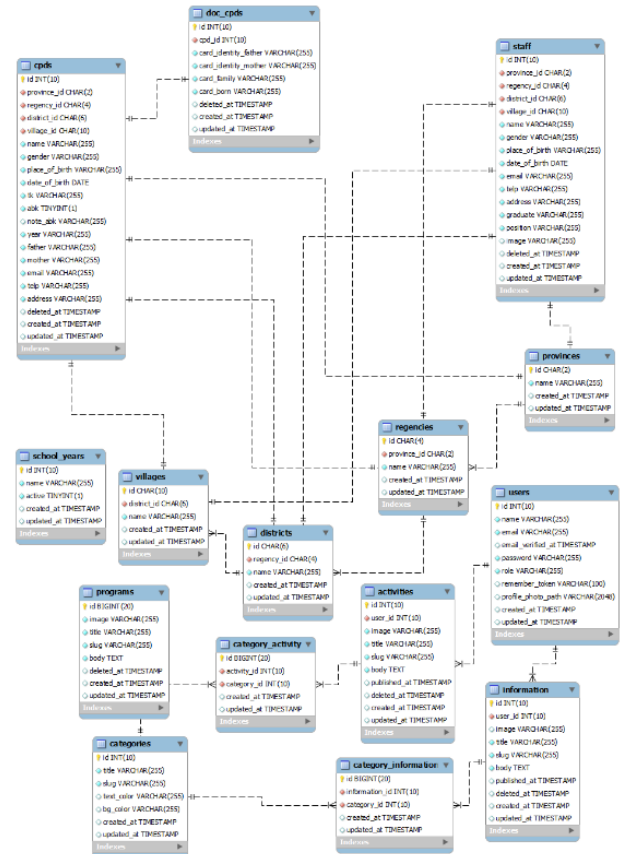 doc_cpds
id INT(10)
cpd_id INT(10)
card_identity_father VARCHAR(255)
card_identity_mother VARCHAR(255)
card_family VARCHAR(255)
card_born VARCHAR(255)
deleted_at TIMESTAMP
created_at TIMESTAMP
updated_at TIMESTAMP
Indexes
cpds
id INT(10)
province_id CHAR(2)
regency_id CHAR(4)
district_id CHAR(6)
village_id CHAR(10)
name VARCHAR(255)
gender VARCHAR(255)
place_of_birth VARCHAR(255)
date_of_birth DATE
tk VARCHAR(255)
abk TINYINT(1)
note_abk VARCHAR(255)
year VARCHAR(255)
father VARCHAR(255)
mother VARCHAR(255)
email VARCHAR(255)
telp VARCHAR(255)
address VARCHAR(255)
deleted_at TIMESTAMP
created_at TIMESTAMP
updated_at TIMESTAMP
Indexes
staff
id INT(10)
province_id CHAR(2)
regency_id CHAR(4)
district_id CHAR(6)
village_id CHAR(10)
name VARCHAR(255)
gender VARCHAR(255)
place_of_birth VARCHAR(255)
date_of_birth DATE
email VARCHAR(255)
telp VARCHAR(255)
address VARCHAR(255)
graduate VARCHAR(255)
position VARCHAR(255)
image VARCHAR(255)
deleted_at TIMESTAMP
created_at TIMESTAMP
updated_at TIMESTAMP
Indexes
provinces
id CHAR(2)
name VARCHAR(255)
created_at TIMESTAMP
updated_at TIMESTAMP
Indexes
regencies
id CHAR(4)
province_id CHAR(2)
name VARCHAR(255)
created_at TIMESTAMP
updated_at TIMESTAMP
Indexes
school_years
id INT(10)
name VARCHAR(255)
active TINYINT(1)
created_at TIMESTAMP
updated_at TIMESTAMP
Indexes
villages
id CHAR(10)
district_id CHAR(6)
name VARCHAR(255)
created_at TIMESTAMP
updated_at TIMESTAMP
Indexes
districts
id CHAR(6)
regency_id CHAR(4)
name VARCHAR(255)
created_at TIMESTAMP
updated_at TIMESTAMP
Indexes
users
id INT(10)
name VARCHAR(255)
email VARCHAR(255)
email_verified_at TIMESTAMP
password VARCHAR(255)
role VARCHAR(255)
remember_token VARCHAR(100)
profile_photo_path VARCHAR(2048)
created_at TIMESTAMP
updated_at TIMESTAMP
Indexes
programs
id BIGINT(20)
image VARCHAR(255)
title VARCHAR(255)
slug VARCHAR(255)
body TEXT
deleted_at TIMESTAMP
created_at TIMESTAMP
updated_at TIMESTAMP
Indexes
category_activity
id BIGINT(20)
activity_id INT(10)
category_id INT(10)
created_at TIMESTAMP
updated_at TIMESTAMP
Indexes
activities
id INT(10)
user_id INT(10)
image VARCHAR(255)
title VARCHAR(255)
slug VARCHAR(255)
body TEXT
published_at TIMESTAMP
deleted_at TIMESTAMP
created_at TIMESTAMP
updated_at TIMESTAMP
Indexes
information
id INT(10)
user_id INT(10)
image VARCHAR(255)
title VARCHAR(255)
slug VARCHAR(255)
body TEXT
published_at TIMESTAMP
deleted_at TIMESTAMP
created_at TIMESTAMP
updated_at TIMESTAMP
Indexes
categories
id INT(10)
title VARCHAR(255)
slug VARCHAR(255)
text_color VARCHAR(255)
bg_color VARCHAR(255)
created_at TIMESTAMP
updated_at TIMESTAMP
category_information
id BIGINT(20)
information_id INT(10)
category_id INT(10)
created_at TIMESTAMP
updated_at TIMESTAMP
Indexes